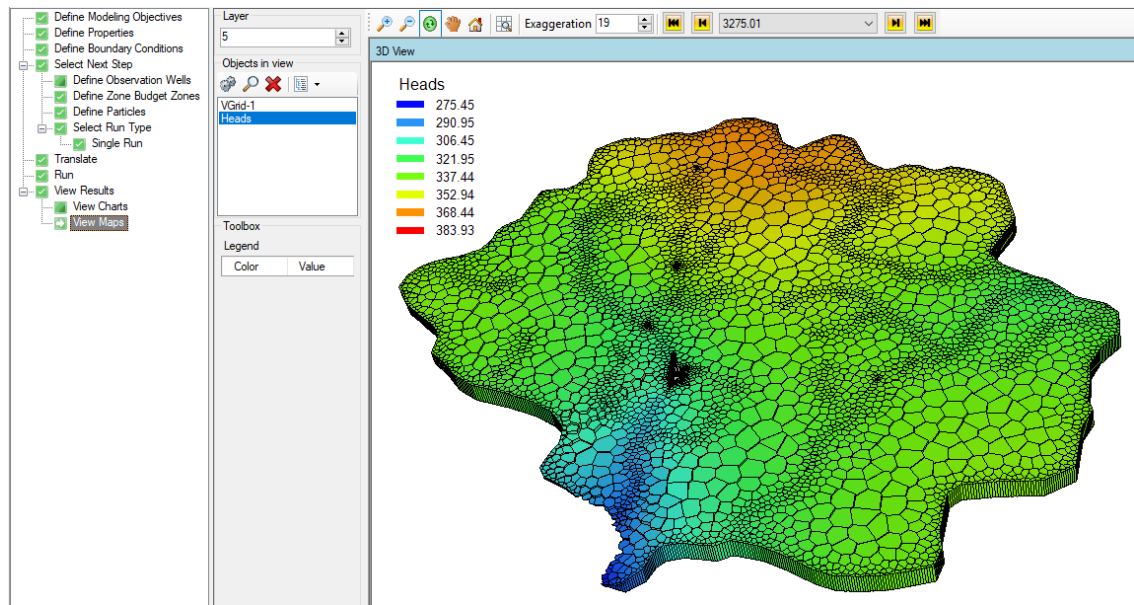 Define Modeling Objectives
Define Properties
Define Boundary Conditions
Select Next Step
Define Observation Wells
Define Zone Budget Zones
Define Particles
Select Run Type
Single Run
Translate
Run
View Results
View Charts
View Maps
Layer
5
Objects in view
VGrid-1
Heads
Toolbox
Legend
Color Value
Exaggeration 19 3275.01
3D View
Heads
275.45
290.95
306.45
321.95
337.44
352.94
368.44
383.93